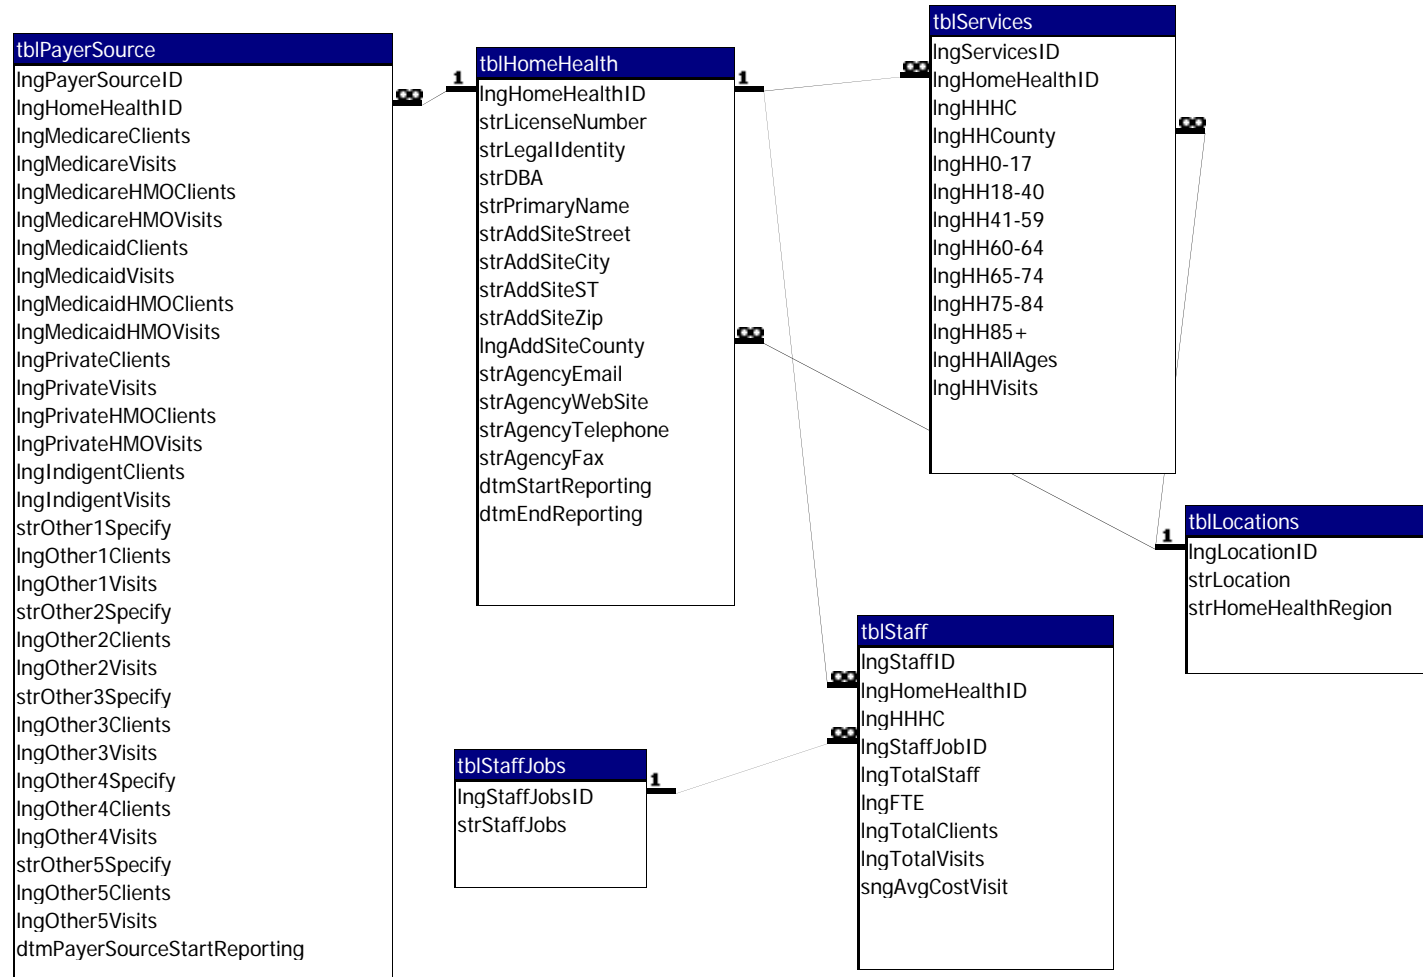 tblPayerSource
lngPayerSourceID
lngHomeHealthID
lngMedicareClients
lngMedicareVisits
lngMedicareHMOClients
lngMedicareHMOVisits
lngMedicaidClients
lngMedicaidVisits
lngMedicaidHMOClients
lngMedicaidHMOVisits
lngPrivateClients
lngPrivateVisits
lngPrivateHMOClients
lngPrivateHMOVisits
lngIndigentClients
lngIndigentVisits
strOther1Specify
lngOther1Clients
lngOther1Visits
strOther2Specify
lngOther2Clients
lngOther2Visits
strOther3Specify
lngOther3Clients
lngOther3Visits
lngOther4Specify
lngOther4Clients
lngOther4Visits
strOther5Specify
lngOther5Clients
lngOther5Visits
dtmPayerSourceStartReporting
∞
1
tblHomeHealth
lngHomeHealthID
strLicenseNumber
strLegalIdentity
strDBA
strPrimaryName
strAddSiteStreet
strAddSiteCity
strAddSiteST
strAddSiteZip
lngAddSiteCounty
strAgencyEmail
strAgencyWebSite
strAgencyTelephone
strAgencyFax
dtmStartReporting
dtmEndReporting
1
∞
∞
tblServices
lngServicesID
lngHomeHealthID
lngHHHC
lngHHCounty
lngHH0-17
lngHH18-40
lngHH41-59
lngHH60-64
lngHH65-74
lngHH75-84
lngHH85+
lngHHAllAges
lngHHVisits
∞
1
tblLocations
lngLocationID
strLocation
strHomeHealthRegion
tblStaffJobs
lngStaffJobsID
strStaffJobs
1
∞
∞
tblStaff
lngStaffID
lngHomeHealthID
lngHHHC
lngStaffJobID
lngTotalStaff
lngFTE
lngTotalClients
lngTotalVisits
sngAvgCostVisit